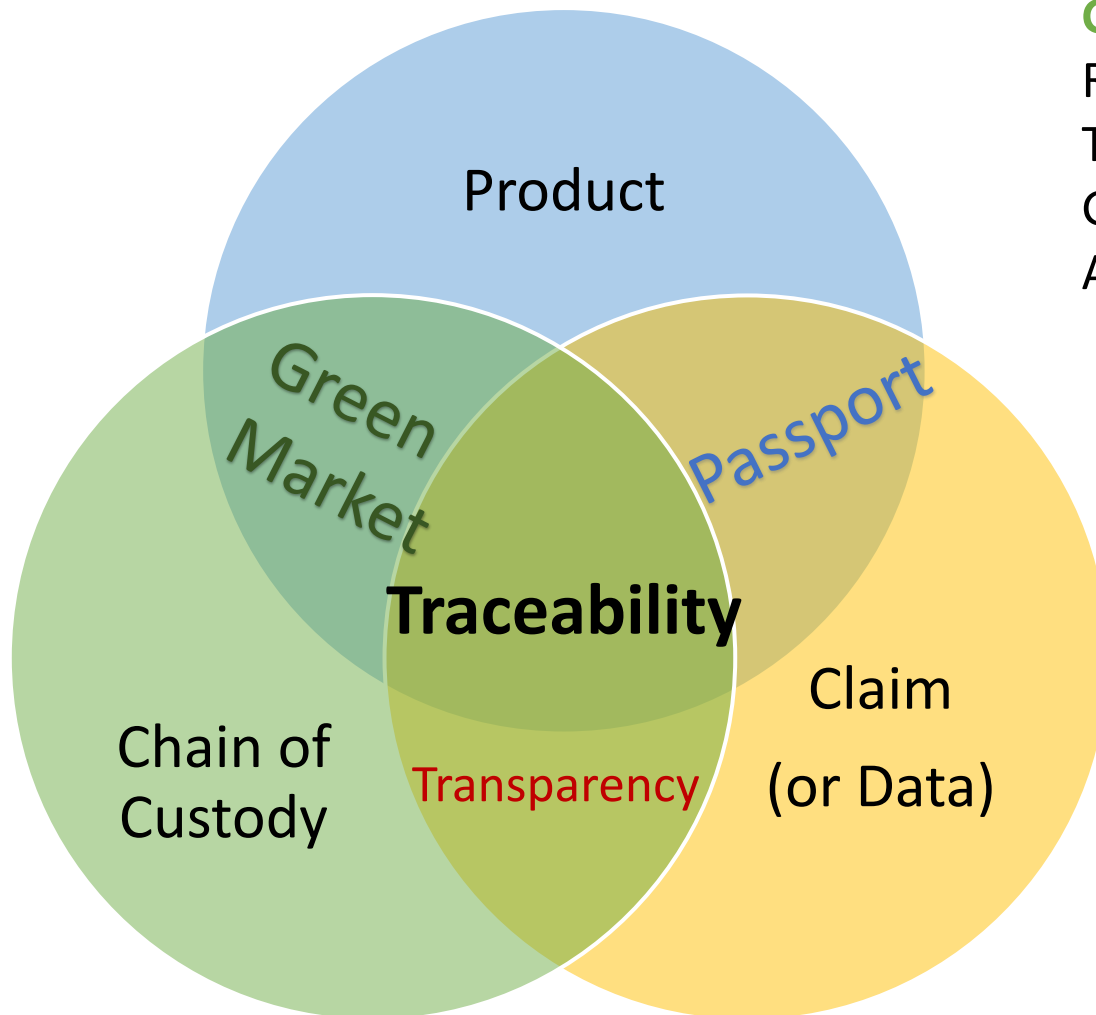 Product
Green
Market
Passport
Traceability
Claim
(or Data)
Chain of
Custody
Transparency